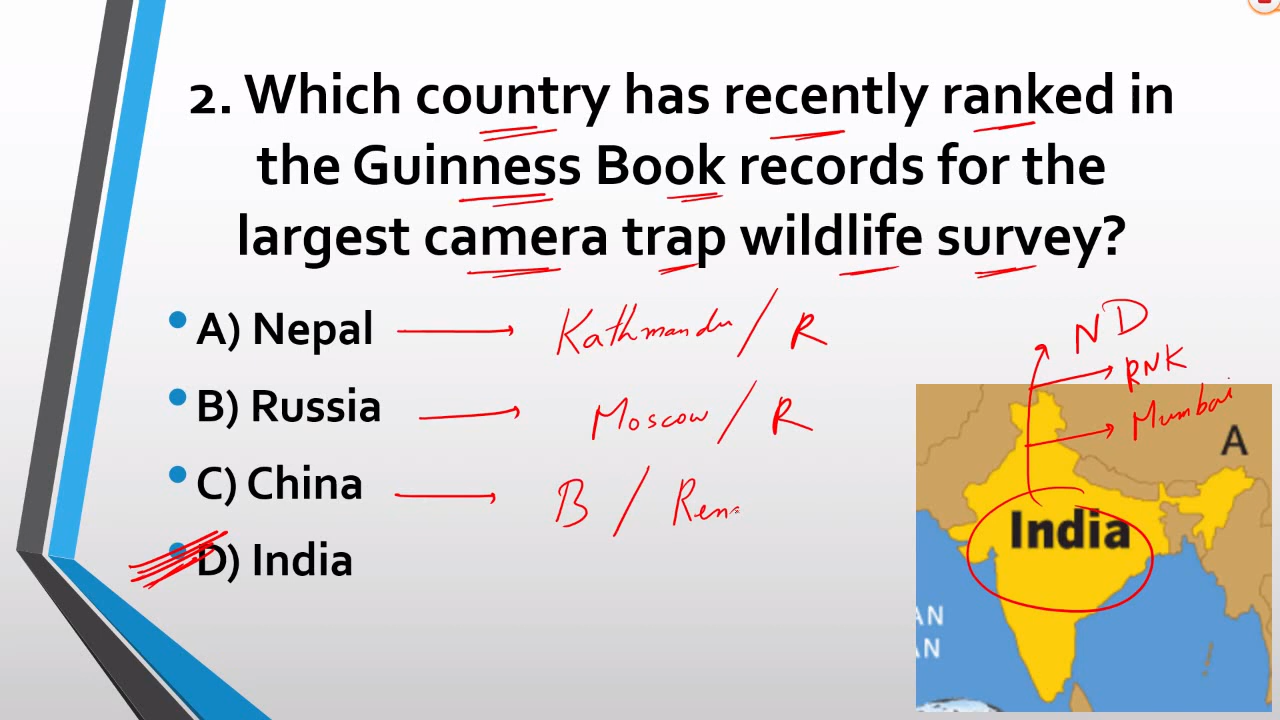 2. Which country has recently ranked in
the Guinness Book records for the
largest camera trap wildlife survey?
A) Nepal
Kathmandu / R
B) Russia
Moscow / R
C) China
B /
D) India
ND
RNK
Mumbai
A
India
AN
AN